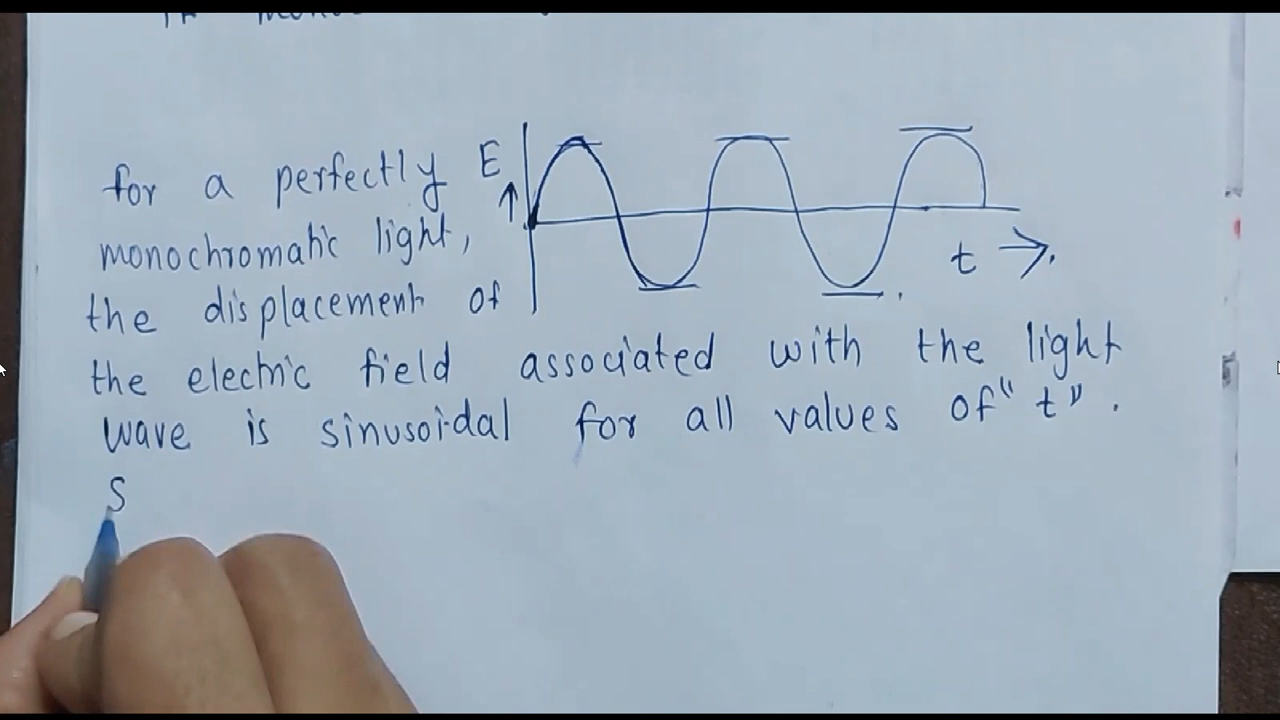 for a perfectly
monochromatic light,
the displacement of
the electric field associated with the light
wave is sinusoidal for all values of "t".
S
E
t